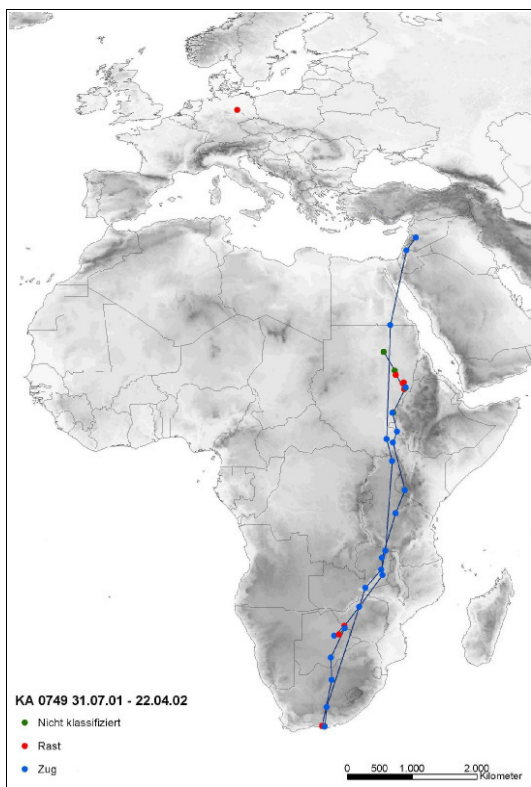 KA 0749 31.07.01 - 22.04.02
Nicht klassifiziert
Rast
Zug
0 500 1.000 2.000
Kilometer